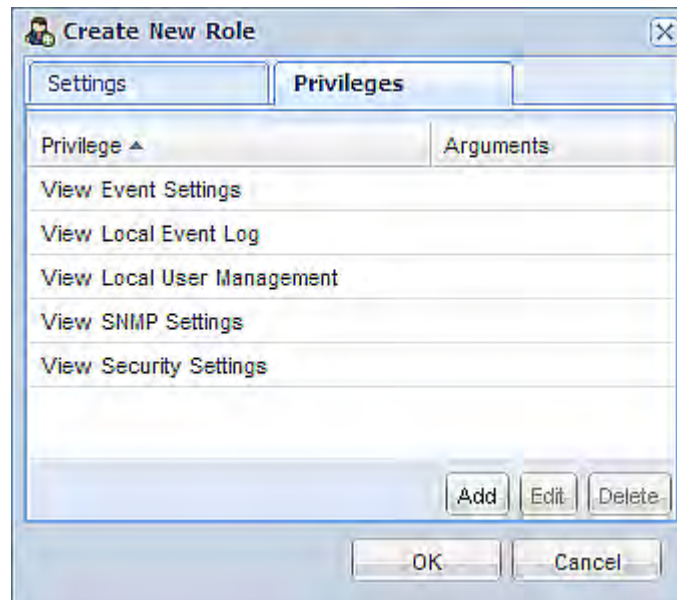 Create New Role
Settings Privileges
Privilege Arguments
View Event Settings
View Local Event Log
View Local User Management
View SNMP Settings
View Security Settings
Add Edit Delete
OK Cancel